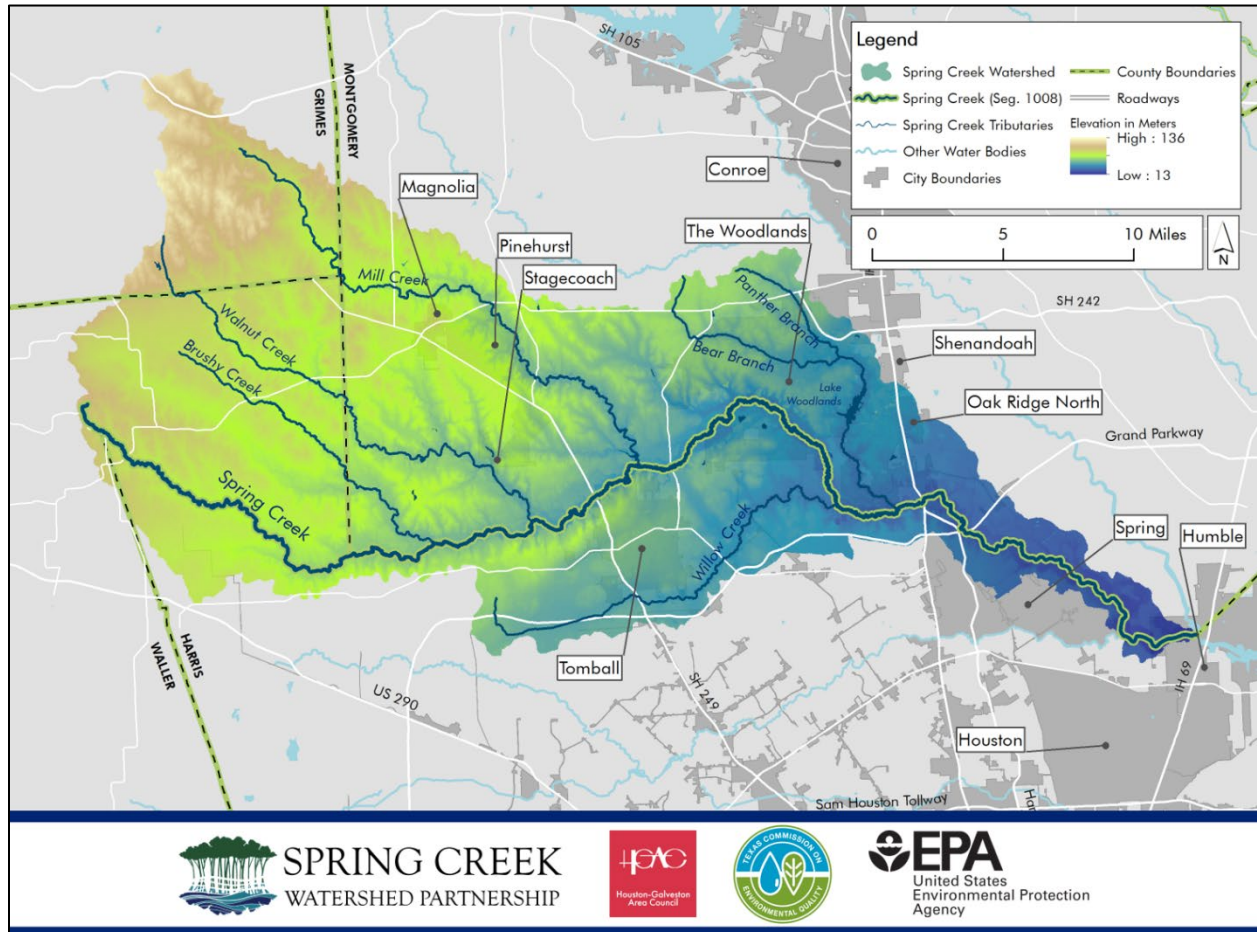 SH 105
Legend
Spring Creek Watershed
Spring Creek (Seg. 1008)
Spring Creek Tributaries
Other Water Bodies
City Boundaries
County Boundaries
Roadways
Elevation in Meters
High : 136
Low : 13
0 5 10 Miles
N
MONTGOMERY
GRIMES
Conroe
Magnolia
The Woodlands
Pinehurst
Stagecoach
Mill Creek
Panther Branch
SH 242
Walnut Creek
Bear Branch
Shenandoah
Brushy Creek
Lake
Woodlands
Oak Ridge North
Grand Parkway
Spring Creek
Spring
Humble
Willow Creek
HARRIS
WALLER
Tomball
IH 69
US 290
SH 249
Houston
Sam Houston Tollway
SPRING CREEK
WATERSHED PARTNERSHIP
Houston-Galveston
Area Council
TEXAS COMMISSION ON
ENVIRONMENTAL QUALITY
EPA
United States
Environmental Protection
Agency